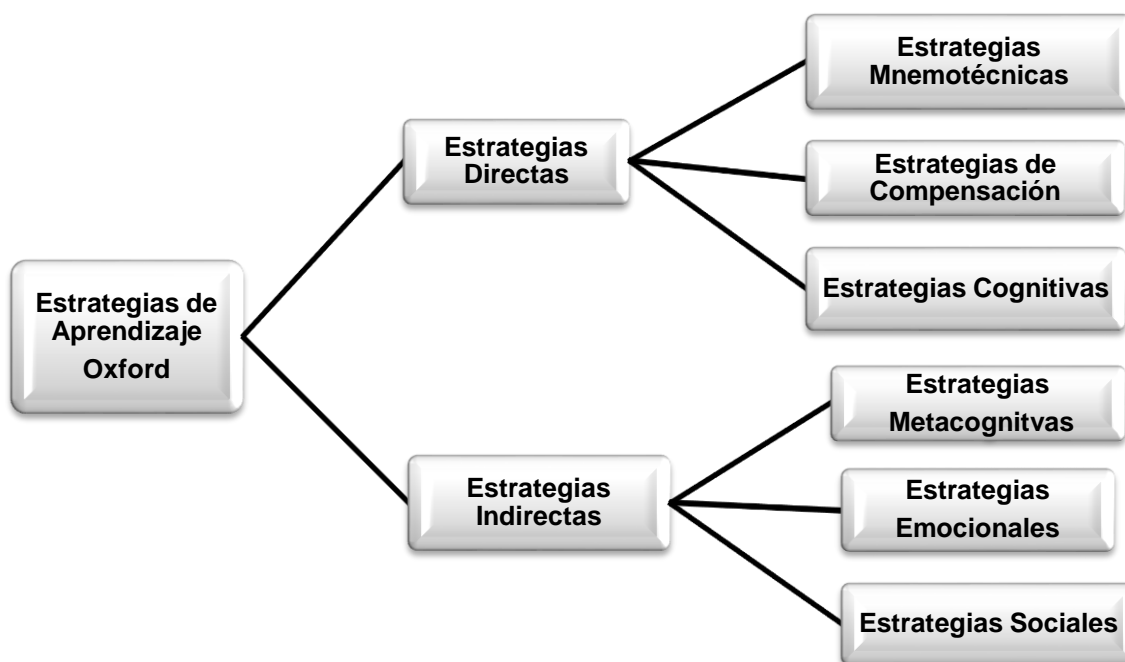 Estrategias de
Aprendizaje
Oxford
Estrategias
Directas
Estrategias
Mnemotécnicas
Estrategias de
Compensación
Estrategias Cognitivas
Estrategias
Indirectas
Estrategias
Metacognitvas
Estrategias
Emocionales
Estrategias Sociales